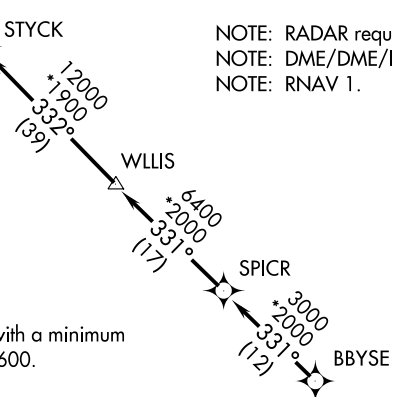 STYCK
NOTE: RADAR requ
NOTE: DME/DME/I
NOTE: RNAV 1.
12000
*1900
332°
(39)
WLLIS
6400
*2000
331°
(17)
SPICR
3000
*2000
331°
(12)
BBYSE
with a minimum
600.